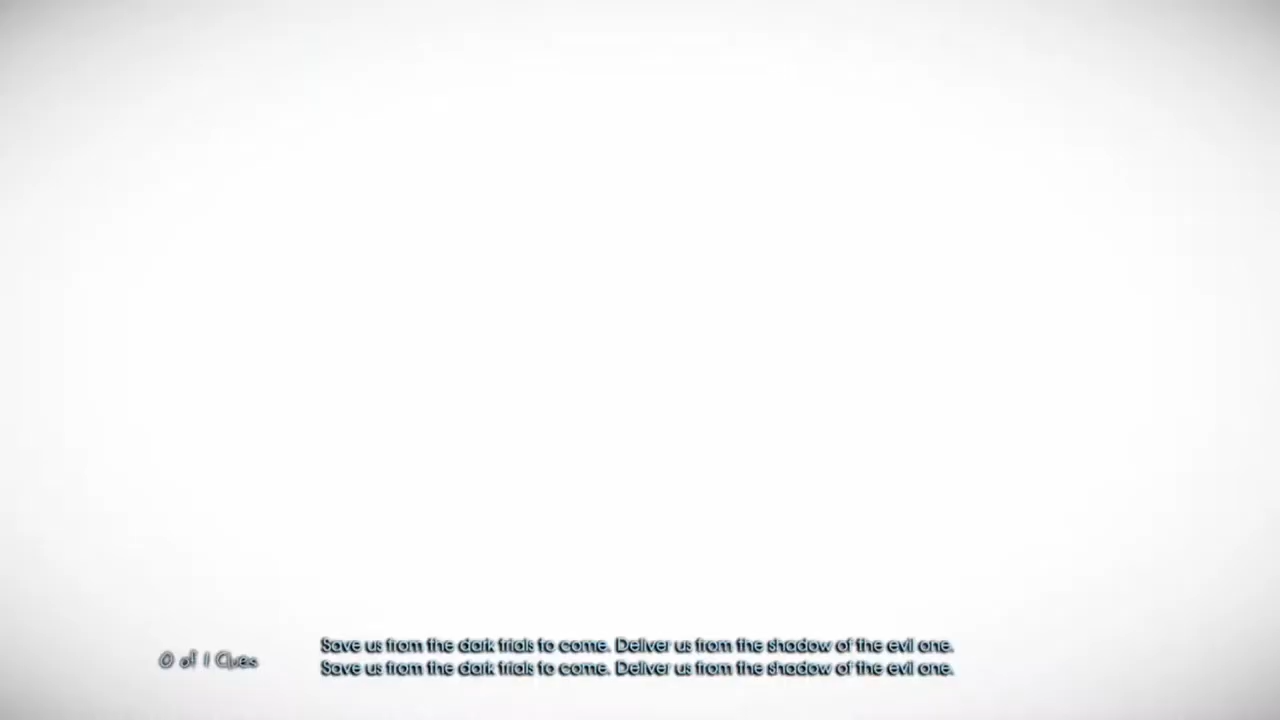 Save us from the dark trials to come. Deliver us from the shadow of the evil one.
Save us from the dark trials to come. Deliver us from the shadow of the evil one.
0 of 1 Clues